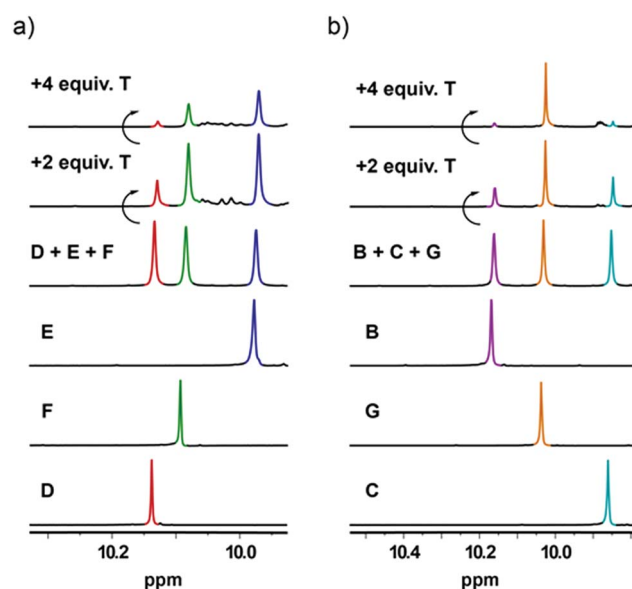 a)
+4 equiv. T
+2 equiv. T
D + E + F
E
F
D
10.2 10.0
ppm
b)
+4 equiv. T
+2 equiv. T
B + C + G
B
G
C
10.4 10.2 10.0
ppm